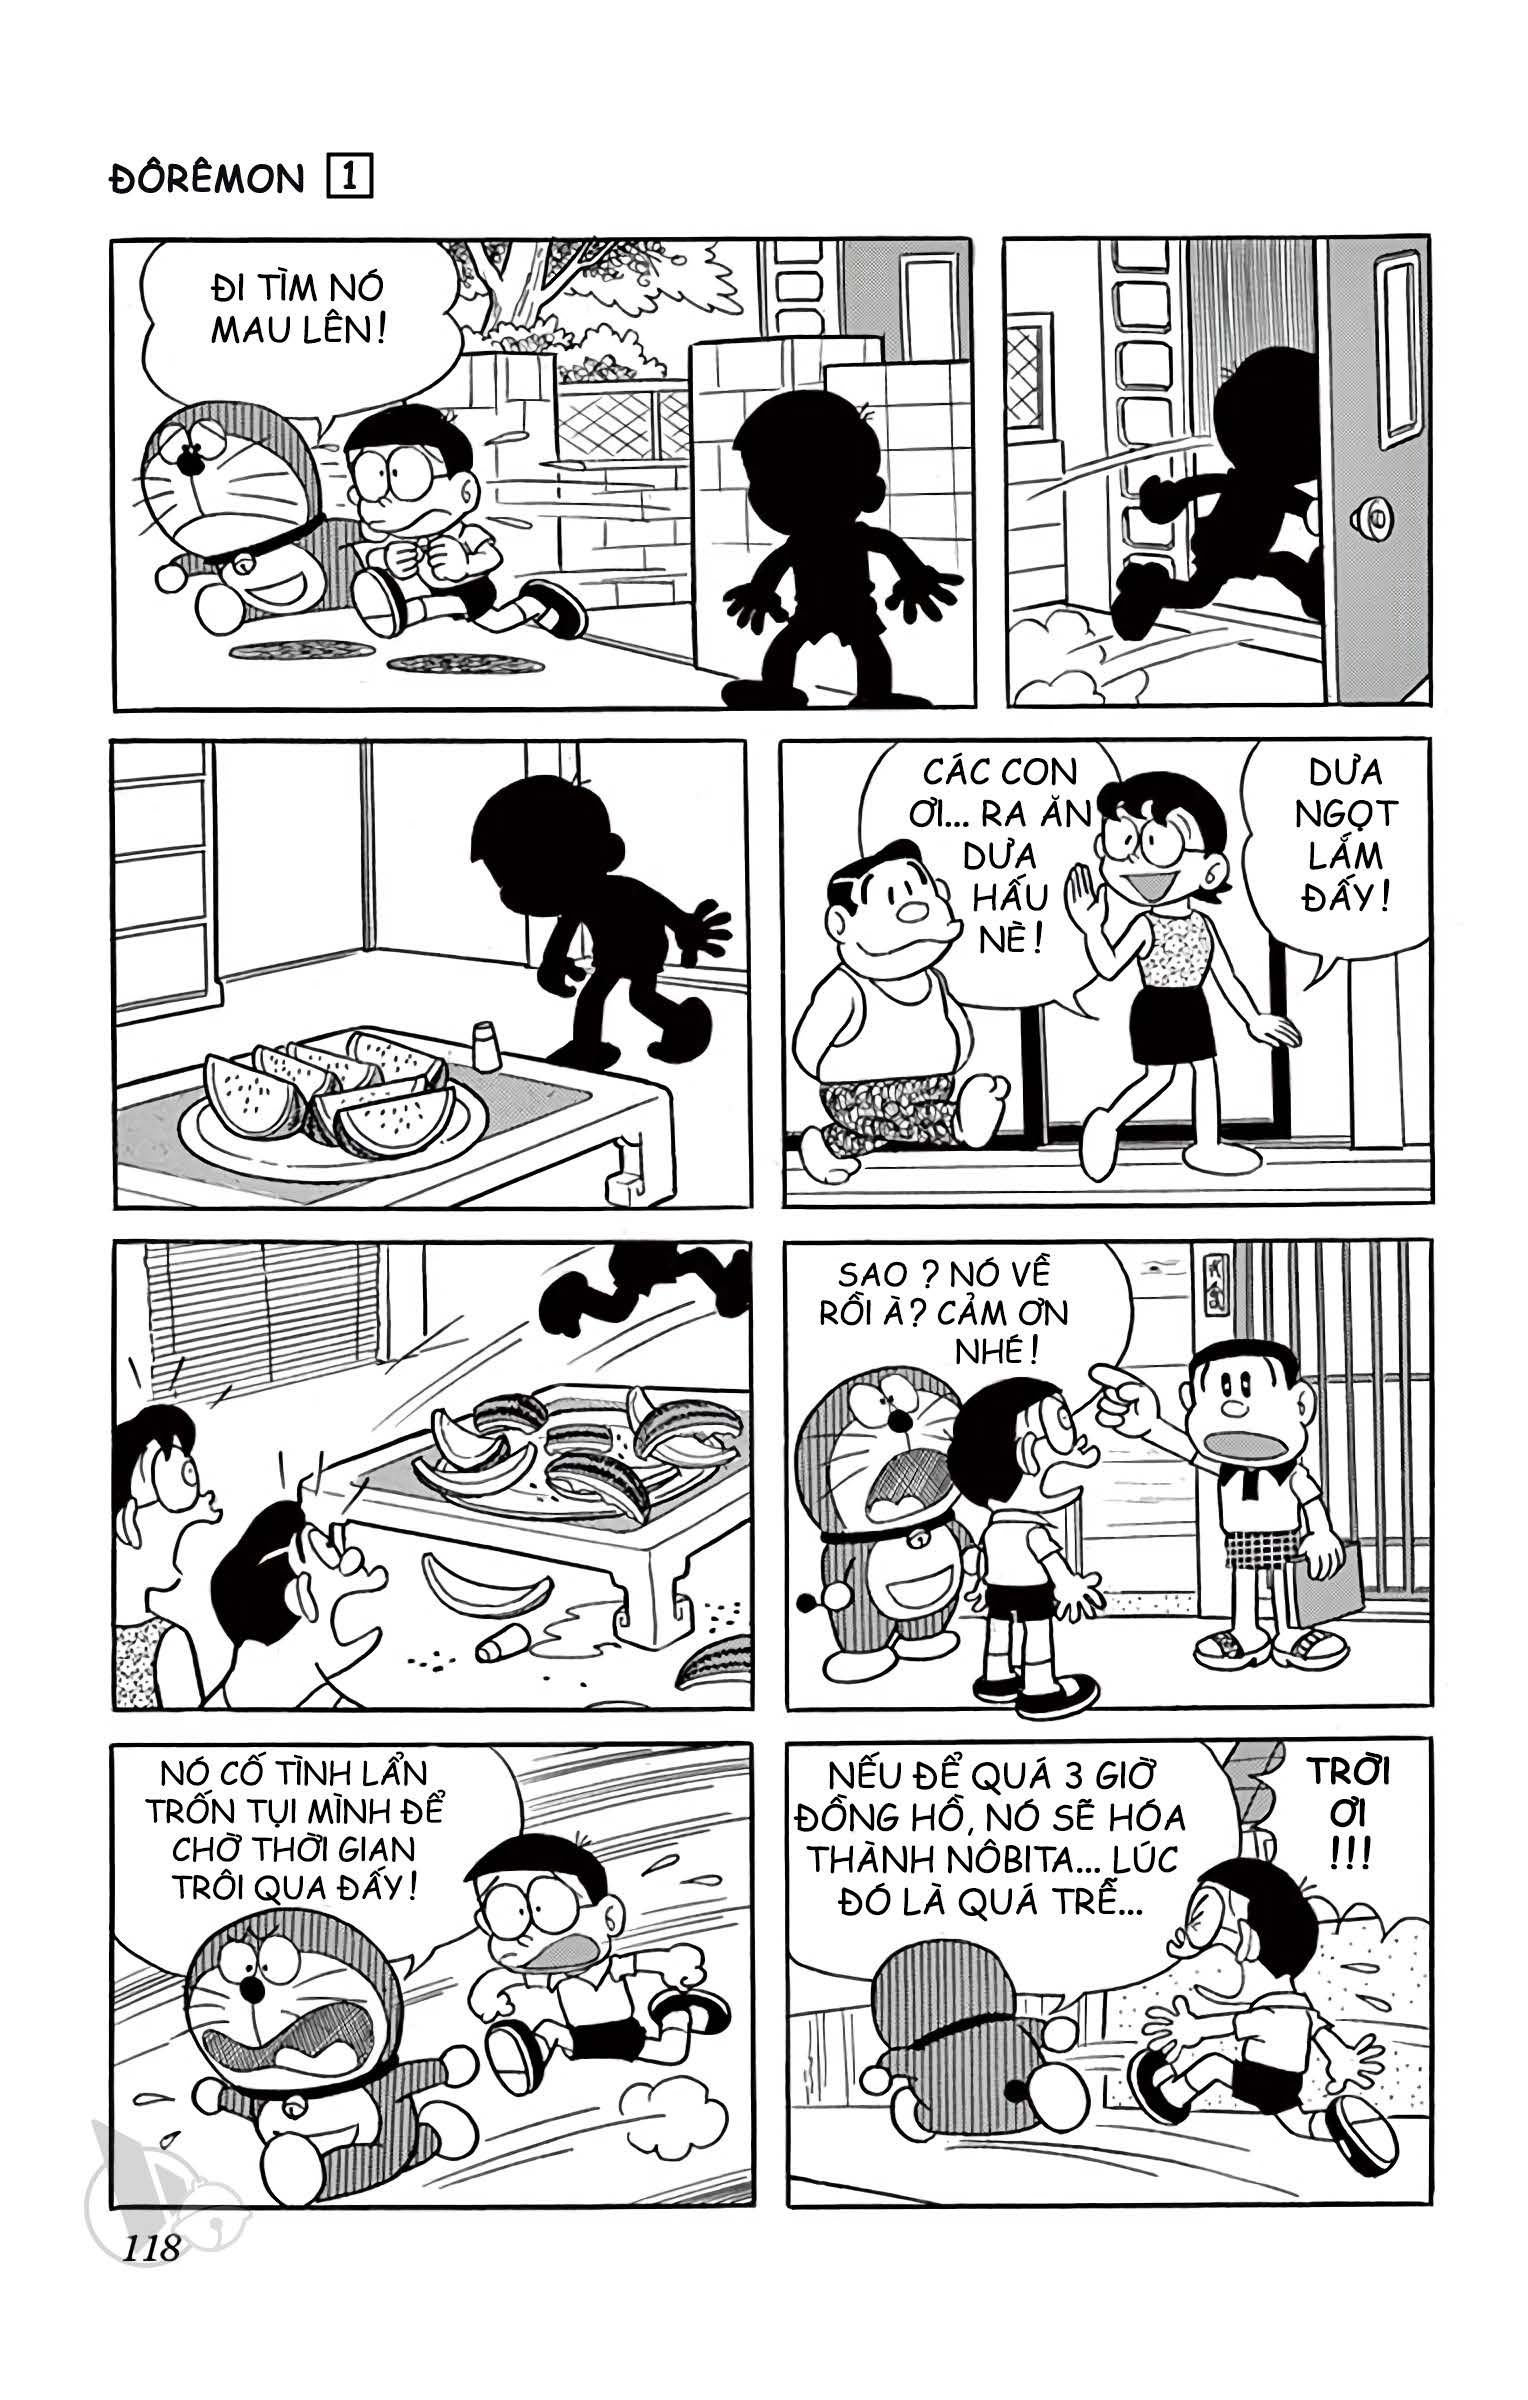 ĐÔRÊMON 1
ĐI TÌM NÓ
MAU LÊN!
CÁC CON
ƠI... RA ĂN
DƯA
HẤU
NÈ!
DƯA
NGỌT
LẮM
ĐẤY!
SAO ? NÓ VỀ
RỒI À? CẢM ƠN
NHÉ!
NÓ CỐ TÌNH LẨN
TRỐN TỤI MÌNH ĐỂ
CHỜ THỜI GIAN
TRÔI QUA ĐẤY!
NẾU ĐỂ QUÁ 3 GIỜ
ĐỒNG HỒ, NÓ SẼ HÓA
THÀNH NÔBITA... LÚC
ĐÓ LÀ QUÁ TRỄ...
TRỜI
ƠI
!!!
118